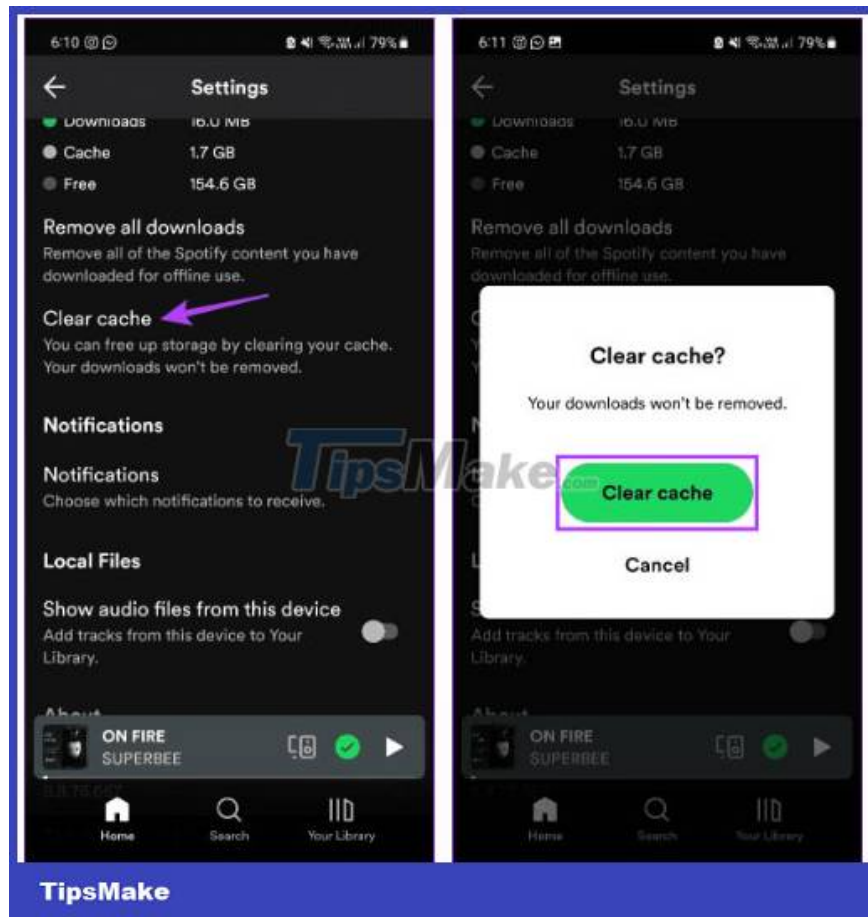 6:10
79%
Settings
Downloads 16.0 MB
Cache 1.7 GB
Free 154.6 GB
Remove all downloads
Remove all of the Spotify content you have
downloaded for offline use.
Clear cache
You can free up storage by clearing your cache.
Your downloads won't be removed.
Notifications
Notifications
Choose which notifications to receive.
Local Files
Show audio files from this device
Add tracks from this device to Your
Library.
About
ON FIRE
SUPERBEE
Home Search Your Library
6:11
79%
Settings
Downloads 16.0 MB
Cache 1.7 GB
Free 154.6 GB
Remove all downloads
Remove all of the Spotify content you have
downloaded for offline use.
Clear cache?
Your downloads won't be removed.
Clear cache
Cancel
Add tracks from this device to Your
Library.
About
ON FIRE
SUPERBEE
Home Search Your Library
TipsMake.com
TipsMake